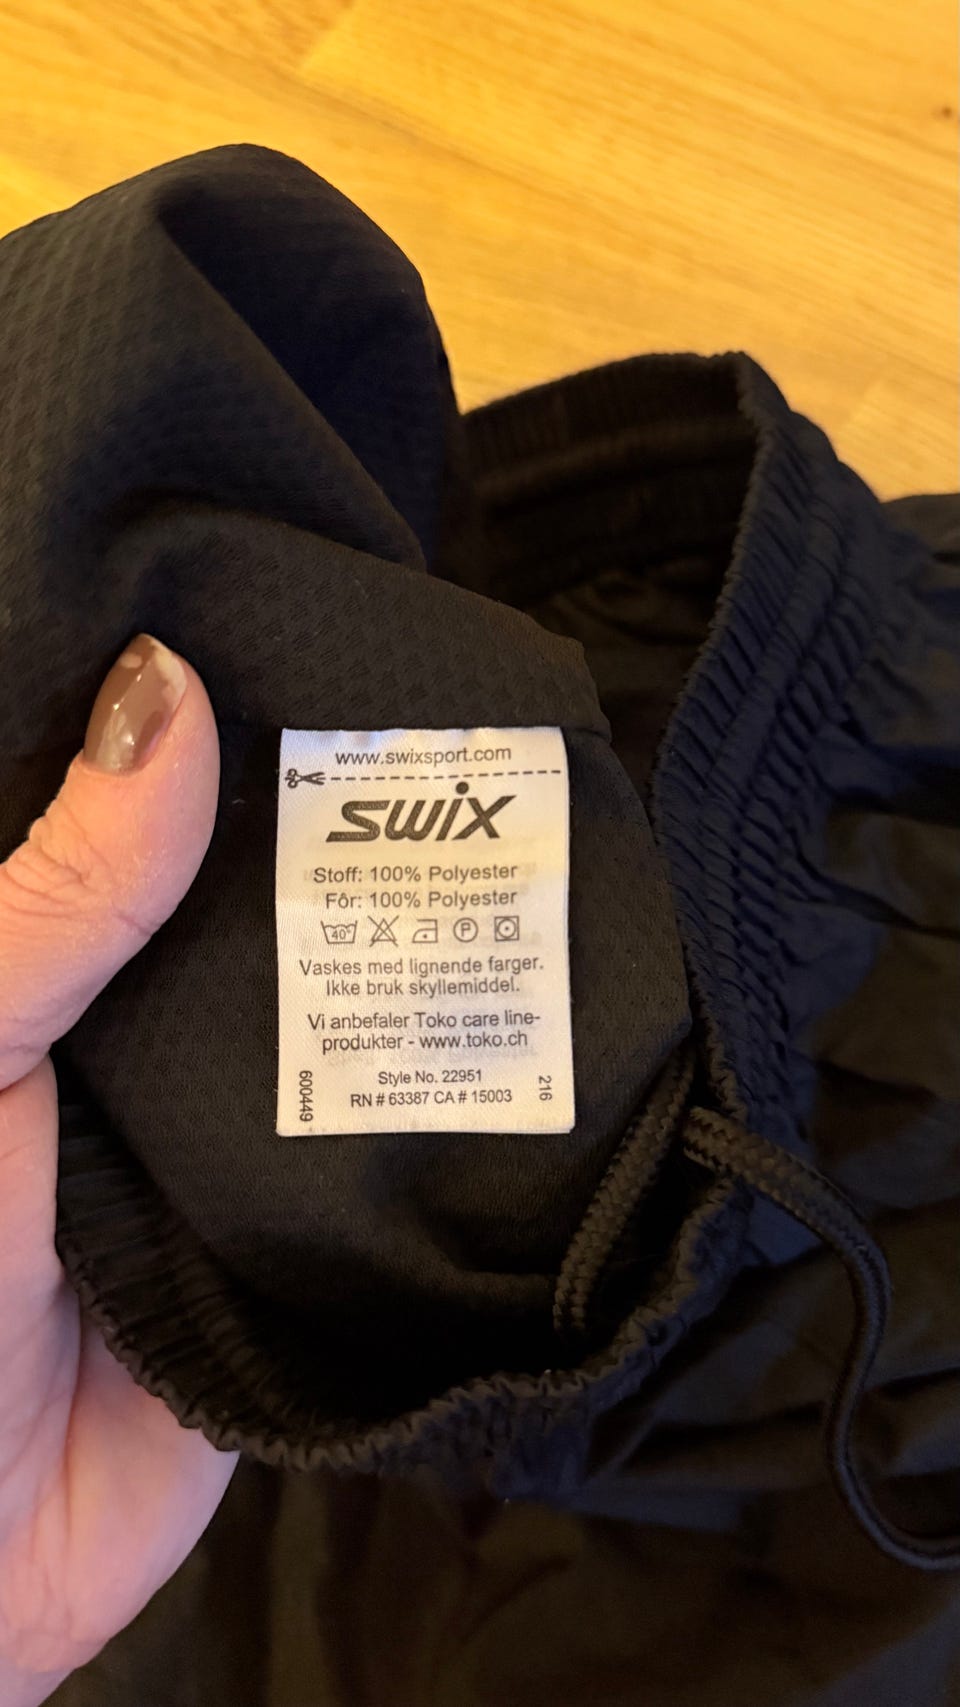 www.swixsport.com
swix
Stoff: 100% Polyester
Fôr: 100% Polyester
40°
P
Vaskes med lignende farger.
Ikke bruk skyllemiddel.
Vi anbefaler Toko care line-
produkter - www.toko.ch
Style No. 22951
RN # 63387 CA # 15003
600449
216